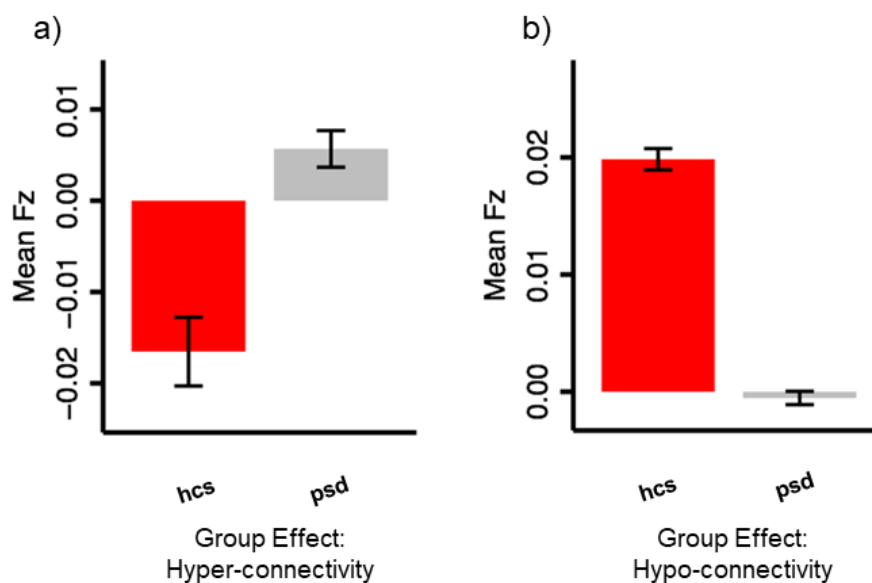 a)
Mean Fz
0.01
0.00
−0.01
−0.02
hcs
psd
Group Effect:
Hyper-connectivity
b)
Mean Fz
0.02
0.01
0.00
hcs
psd
Group Effect:
Hypo-connectivity